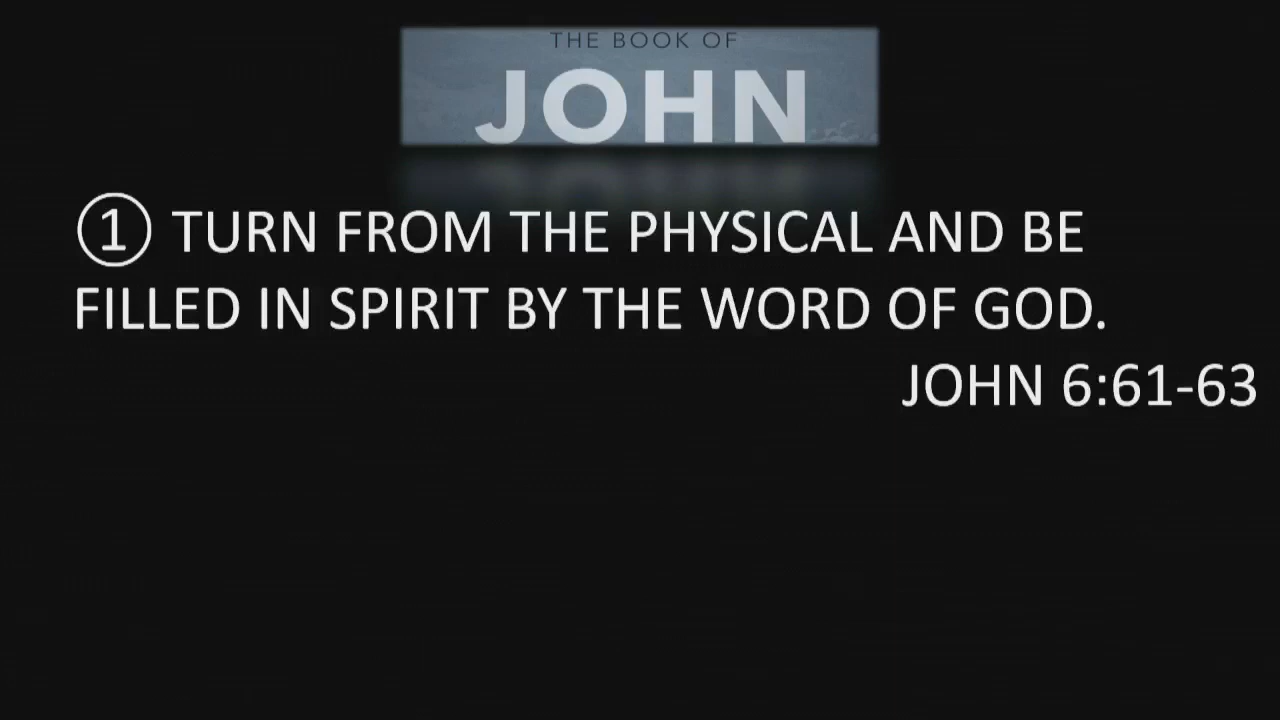 THE BOOK OF
JOHN
① TURN FROM THE PHYSICAL AND BE
FILLED IN SPIRIT BY THE WORD OF GOD.
JOHN 6:61-63